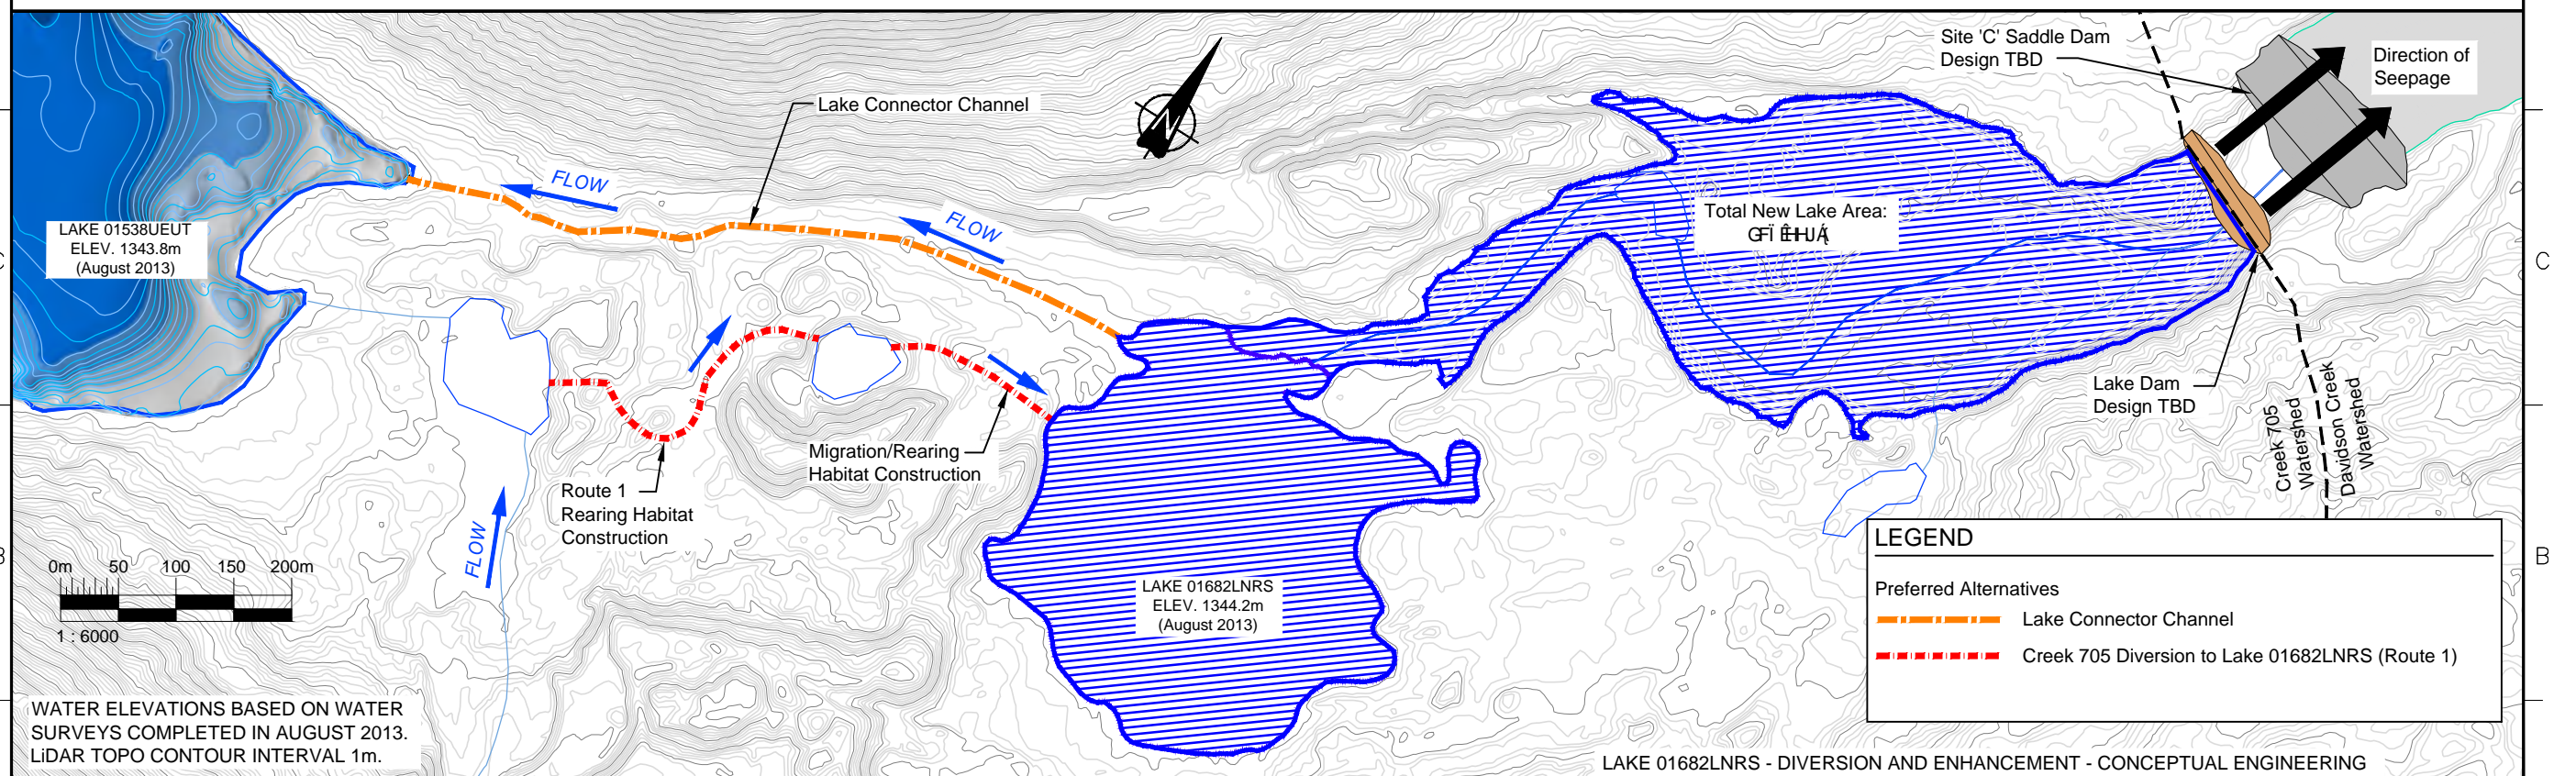 Site 'C' Saddle Dam
Design TBD
Direction of
Seepage
Lake Connector Channel
N
FLOW
FLOW
LAKE 01538UEUT
ELEV. 1343.8m
(August 2013)
Total New Lake Area:
C
C
Lake Dam
Design TBD
Creek 705
Watershed
Davidson Creek
Watershed
Migration/Rearing
Habitat Construction
Route 1
Rearing Habitat
Construction
FLOW
0m 50 100 150 200m
1 : 6000
B
B
LAKE 01682LNRS
ELEV. 1344.2m
(August 2013)
LEGEND
Preferred Alternatives
Lake Connector Channel
Creek 705 Diversion to Lake 01682LNRS (Route 1)
WATER ELEVATIONS BASED ON WATER
SURVEYS COMPLETED IN AUGUST 2013.
LiDAR TOPO CONTOUR INTERVAL 1m.
LAKE 01682LNRS - DIVERSION AND ENHANCEMENT - CONCEPTUAL ENGINEERING